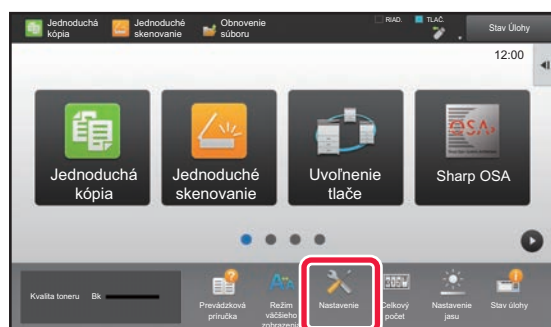 Jednoduchá kópia
Jednoduché skenovanie
Obnovenie súboru
RIAD.
TLAČ.
Stav Úlohy
12:00
Jednoduchá
kópia
Jednoduché
skenovanie
Uvoľnenie
tlače
OSA
Sharp OSA
Kvalita toneru Bk
Prevádzková
príručka
Režim
väčšieho
zobrazenia
Nastavenie
Celkový
počet
Nastavenie
jasu
Stav úlohy